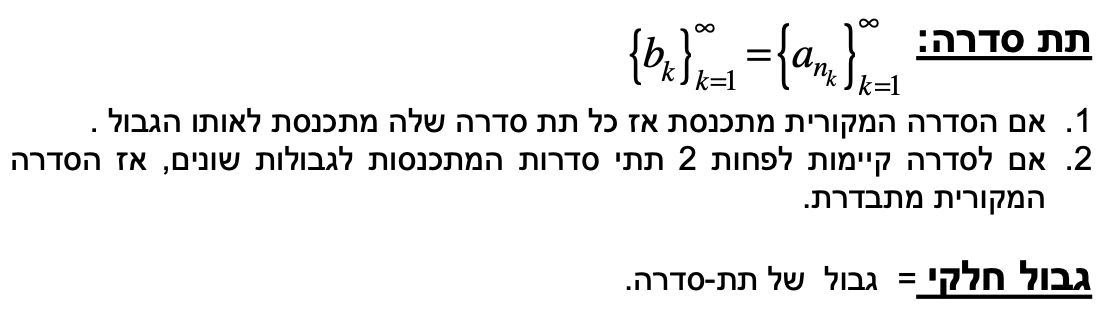 תת סדרה: $\{b_k\}_{k=1}^{\infty} = \{a_{n_k}\}_{k=1}^{\infty}$
1. אם הסדרה המקורית מתכנסת אז כל תת סדרה שלה מתכנסת לאותו הגבול .
2. אם לסדרה קיימות לפחות 2 תתי סדרות המתכנסות לגבולות שונים, אז הסדרה
המקורית מתבדרת.
גבול חלקי = גבול של תת-סדרה.